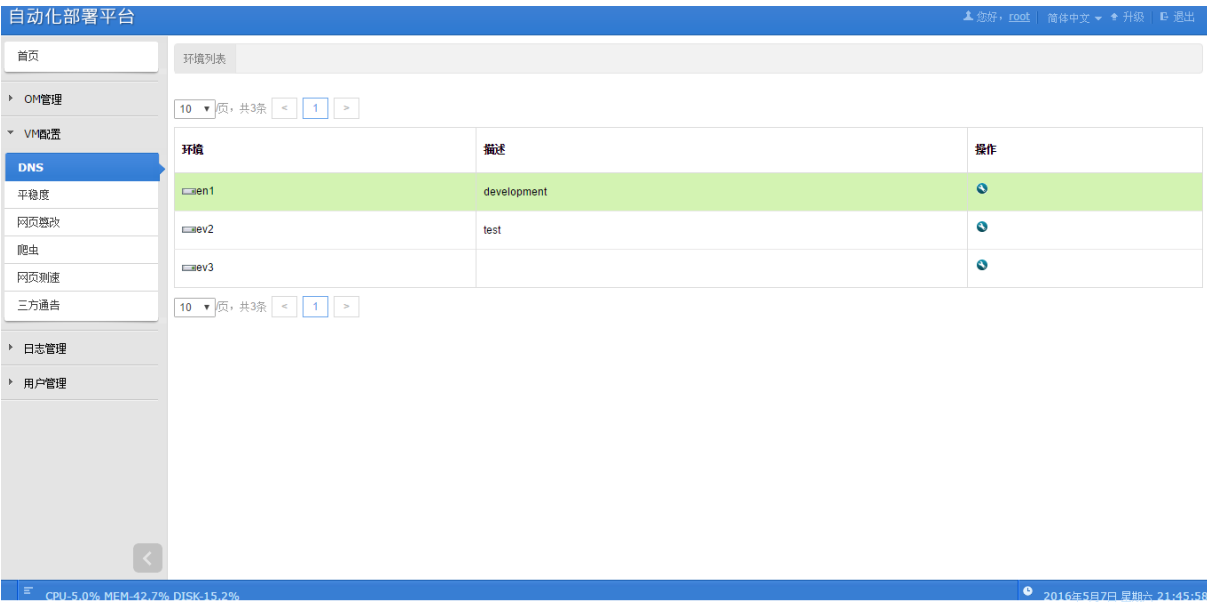 自动化部署平台
您好，root 简体中文 升级 退出
首页
OM管理
VM配置
DNS
平稳度
网页篡改
爬虫
网页测速
三方通告
日志管理
用户管理
环境列表
10 /页，共3条 < 1 >
环境 描述 操作
en1 development
ev2 test
ev3
10 /页，共3条 < 1 >
CPU-5.0% MEM-42.7% DISK-15.2%
2016年5月7日 星期六 21:45:58